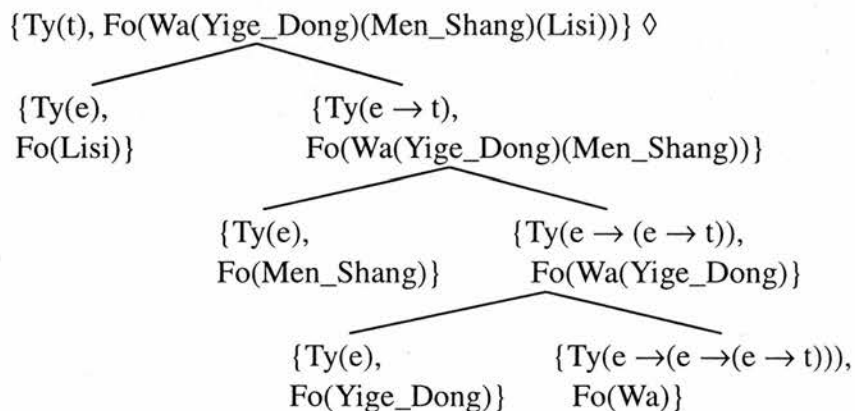 {Ty(t), Fo(Wa(Yige_Dong)(Men_Shang)(Lisi))} ◊
{Ty(e), {Ty(e → t),
Fo(Lisi)} Fo(Wa(Yige_Dong)(Men_Shang))}
{Ty(e), {Ty(e → (e → t)),
Fo(Men_Shang)} Fo(Wa(Yige_Dong)}
{Ty(e), {Ty(e →(e →(e → t))),
Fo(Yige_Dong)} Fo(Wa)}